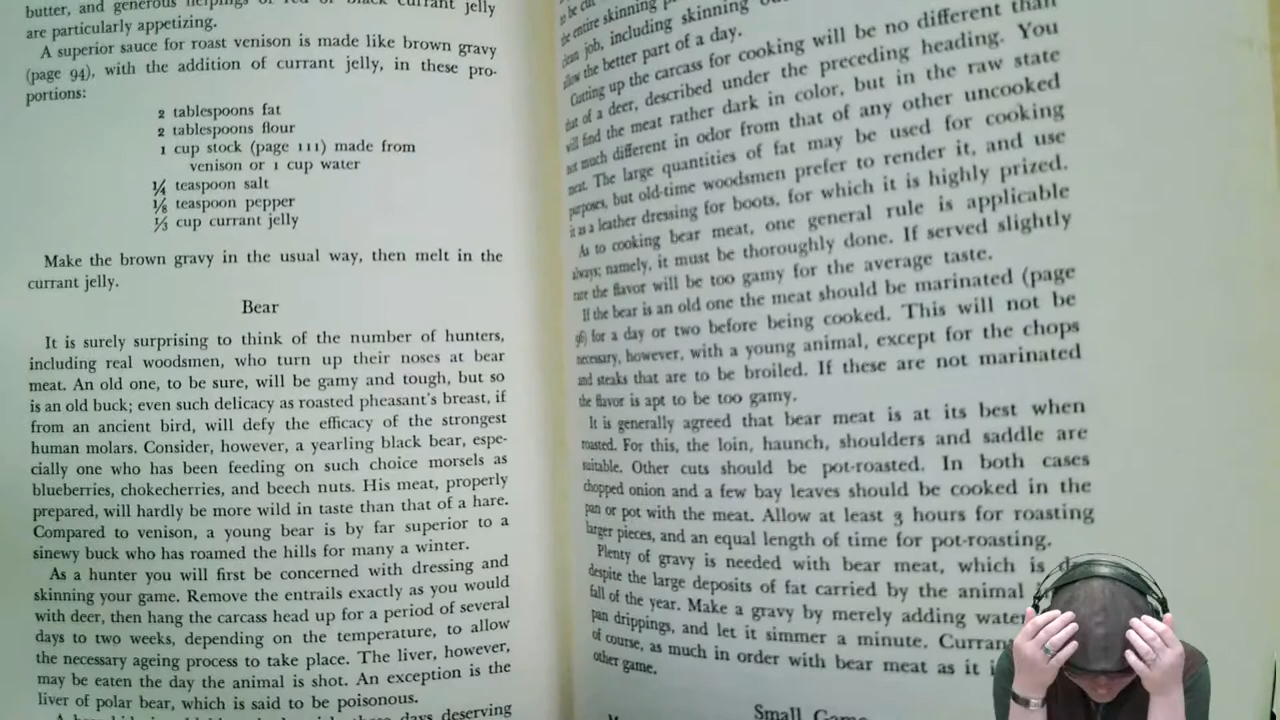 butter, and generous helpings of red or black currant jelly
are particularly appetizing.
A superior sauce for roast venison is made like brown gravy
(page 94), with the addition of currant jelly, in these pro-
portions:
2 tablespoons fat
2 tablespoons flour
1 cup stock (page 111) made from
venison or 1 cup water
¼ teaspoon salt
⅛ teaspoon pepper
⅓ cup currant jelly
Make the brown gravy in the usual way, then melt in the
currant jelly.
Bear
It is surely surprising to think of the number of hunters,
including real woodsmen, who turn up their noses at bear
meat. An old one, to be sure, will be gamy and tough, but so
is an old buck; even such delicacy as roasted pheasant's breast, if
from an ancient bird, will defy the efficacy of the strongest
human molars. Consider, however, a yearling black bear, espe-
cially one who has been feeding on such choice morsels as
blueberries, chokecherries, and beech nuts. His meat, properly
prepared, will hardly be more wild in taste than that of a hare.
Compared to venison, a young bear is by far superior to a
sinewy buck who has roamed the hills for many a winter.
As a hunter you will first be concerned with dressing and
skinning your game. Remove the entrails exactly as you would
with deer, then hang the carcass head up for a period of several
days to two weeks, depending on the temperature, to allow
the necessary ageing process to take place. The liver, however,
may be eaten the day the animal is shot. An exception is the
liver of polar bear, which is said to be poisonous.
days deserving
to be cut
the entire skinning
clean job, including skinning
allow the better part of a day.
Cutting up the carcass for cooking will be no different than
that of a deer, described under the preceding heading. You
will find the meat rather dark in color, but in the raw state
not much different in odor from that of any other uncooked
meat. The large quantities of fat may be used for cooking
purposes, but old-time woodsmen prefer to render it, and use
it as a leather dressing for boots, for which it is highly prized.
As to cooking bear meat, one general rule is applicable
always; namely, it must be thoroughly done. If served slightly
rare the flavor will be too gamy for the average taste.
If the bear is an old one the meat should be marinated (page
96) for a day or two before being cooked. This will not be
necessary, however, with a young animal, except for the chops
and steaks that are to be broiled. If these are not marinated
the flavor is apt to be too gamy.
It is generally agreed that bear meat is at its best when
roasted. For this, the loin, haunch, shoulders and saddle are
suitable. Other cuts should be pot-roasted. In both cases
chopped onion and a few bay leaves should be cooked in the
pan or pot with the meat. Allow at least 3 hours for roasting
larger pieces, and an equal length of time for pot-roasting.
Plenty of gravy is needed with bear meat, which is
despite the large deposits of fat carried by the animal
fall of the year. Make a gravy by merely adding water
pan drippings, and let it simmer a minute.
of course, as much in order with bear meat as it
other game.
Small Game